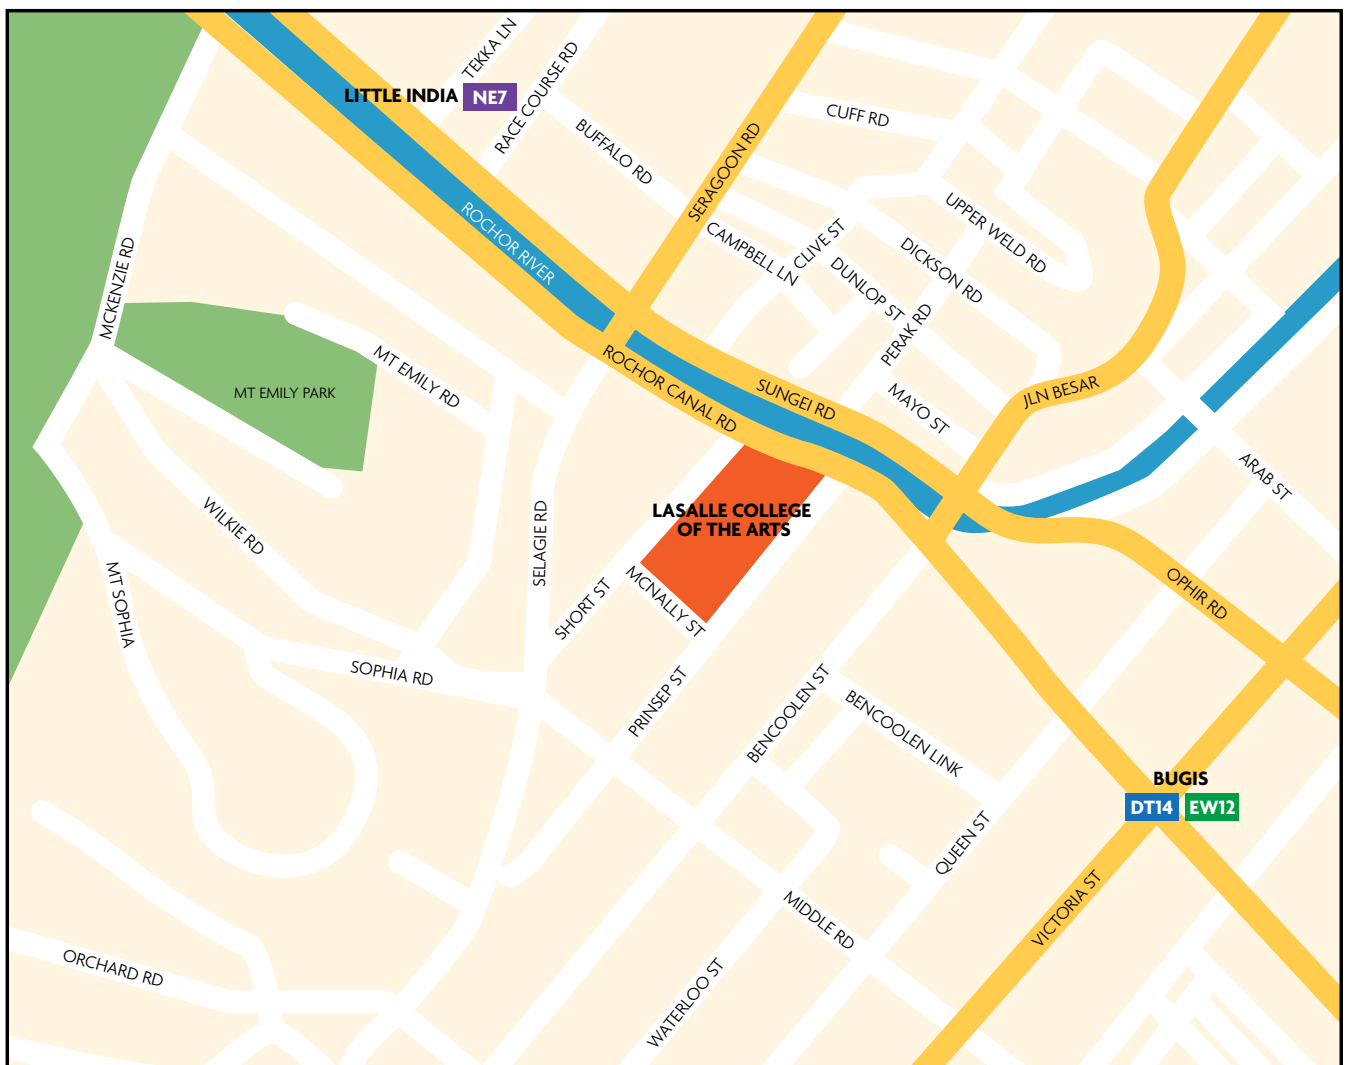 TEKKA LN
RACE COURSE RD
LITTLE INDIA NE7
CUFF RD
BUFFALO RD
SERAGOON RD
ROCHOR RIVER
UPPER WELD RD
CAMPBELL LN
CLIVE ST
DICKSON RD
DUNLOP ST
PERAK RD
MCKENZIE RD
MT EMILY PARK
MT EMILY RD
ROCHOR CANAL RD
SUNGEI RD
MAYO ST
JLN BESAR
ARAB ST
WILKIE RD
SELAGIE RD
LASALLE COLLEGE
OF THE ARTS
MT SOPHIA
SHORT ST
MCNALLY ST
OPHIR RD
SOPHIA RD
PRINSEP ST
BENCOOLEN ST
BENCOOLEN LINK
BUGIS
DT14 EW12
QUEEN ST
VICTORIA ST
MIDDLE RD
ORCHARD RD
WATERLOO ST